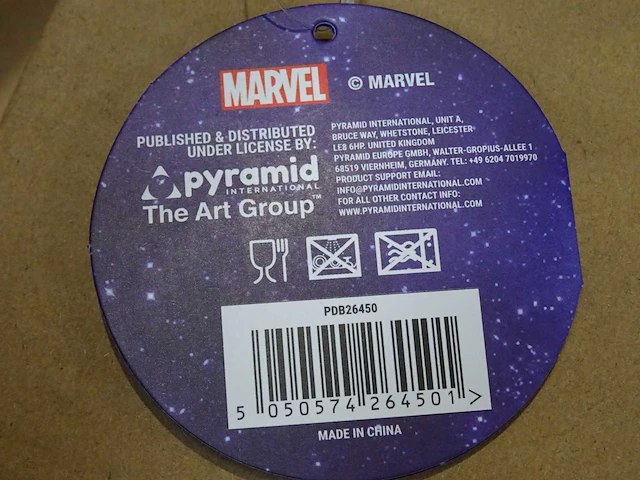 MARVEL © MARVEL
PUBLISHED & DISTRIBUTED
UNDER LICENSE BY:
pyramid
INTERNATIONAL
The Art Group™
PYRAMID INTERNATIONAL, UNIT A,
BRUCE WAY, WHETSTONE, LEICESTER
LE8 6HP. UNITED KINGDOM
PYRAMID EUROPE GMBH, WALTER-GROPIUS-ALLEE 1
68519 VIERNHEIM, GERMANY. TEL: +49 6204 7019970
PRODUCT SUPPORT EMAIL:
INFO@PYRAMIDINTERNATIONAL.COM
FOR ALL OTHER CONTACT INFO:
WWW.PYRAMIDINTERNATIONAL.COM
PDB26450
5 050574 264501 >
MADE IN CHINA